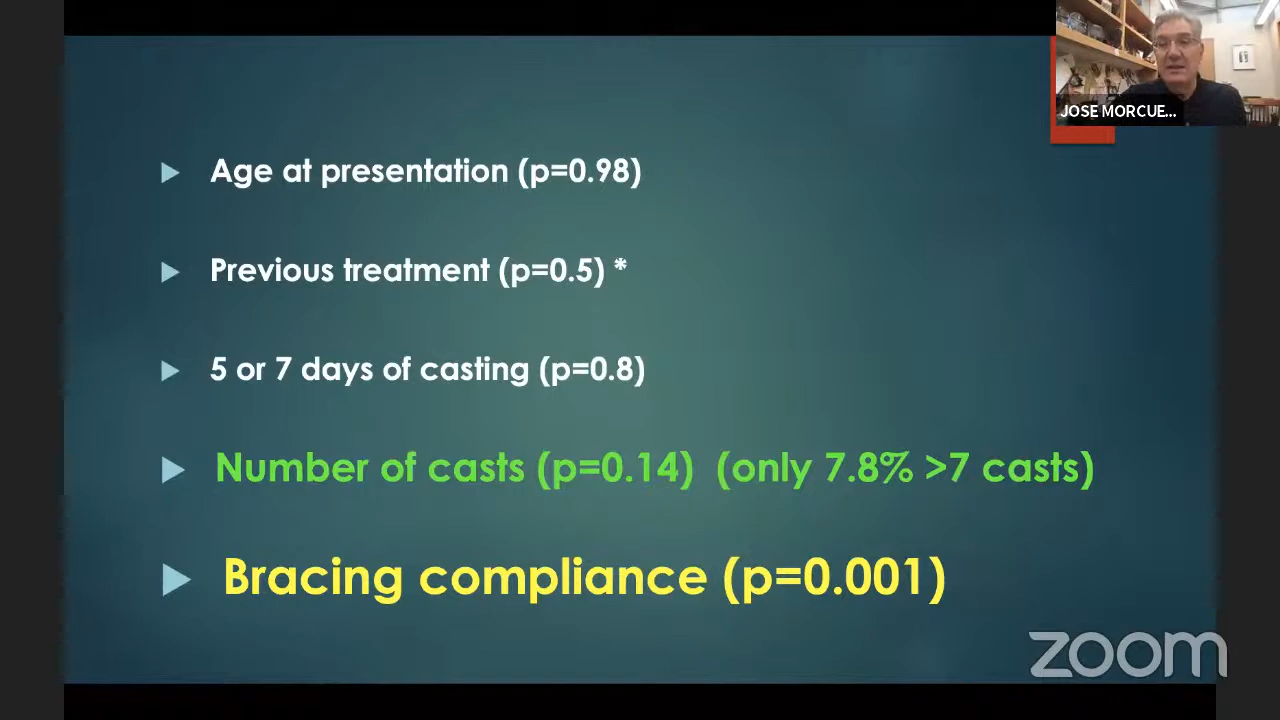 JOSE MORCUE...
Age at presentation (p=0.98)
Previous treatment (p=0.5) *
5 or 7 days of casting (p=0.8)
Number of casts (p=0.14) (only 7.8% >7 casts)
Bracing compliance (p=0.001)
zoom